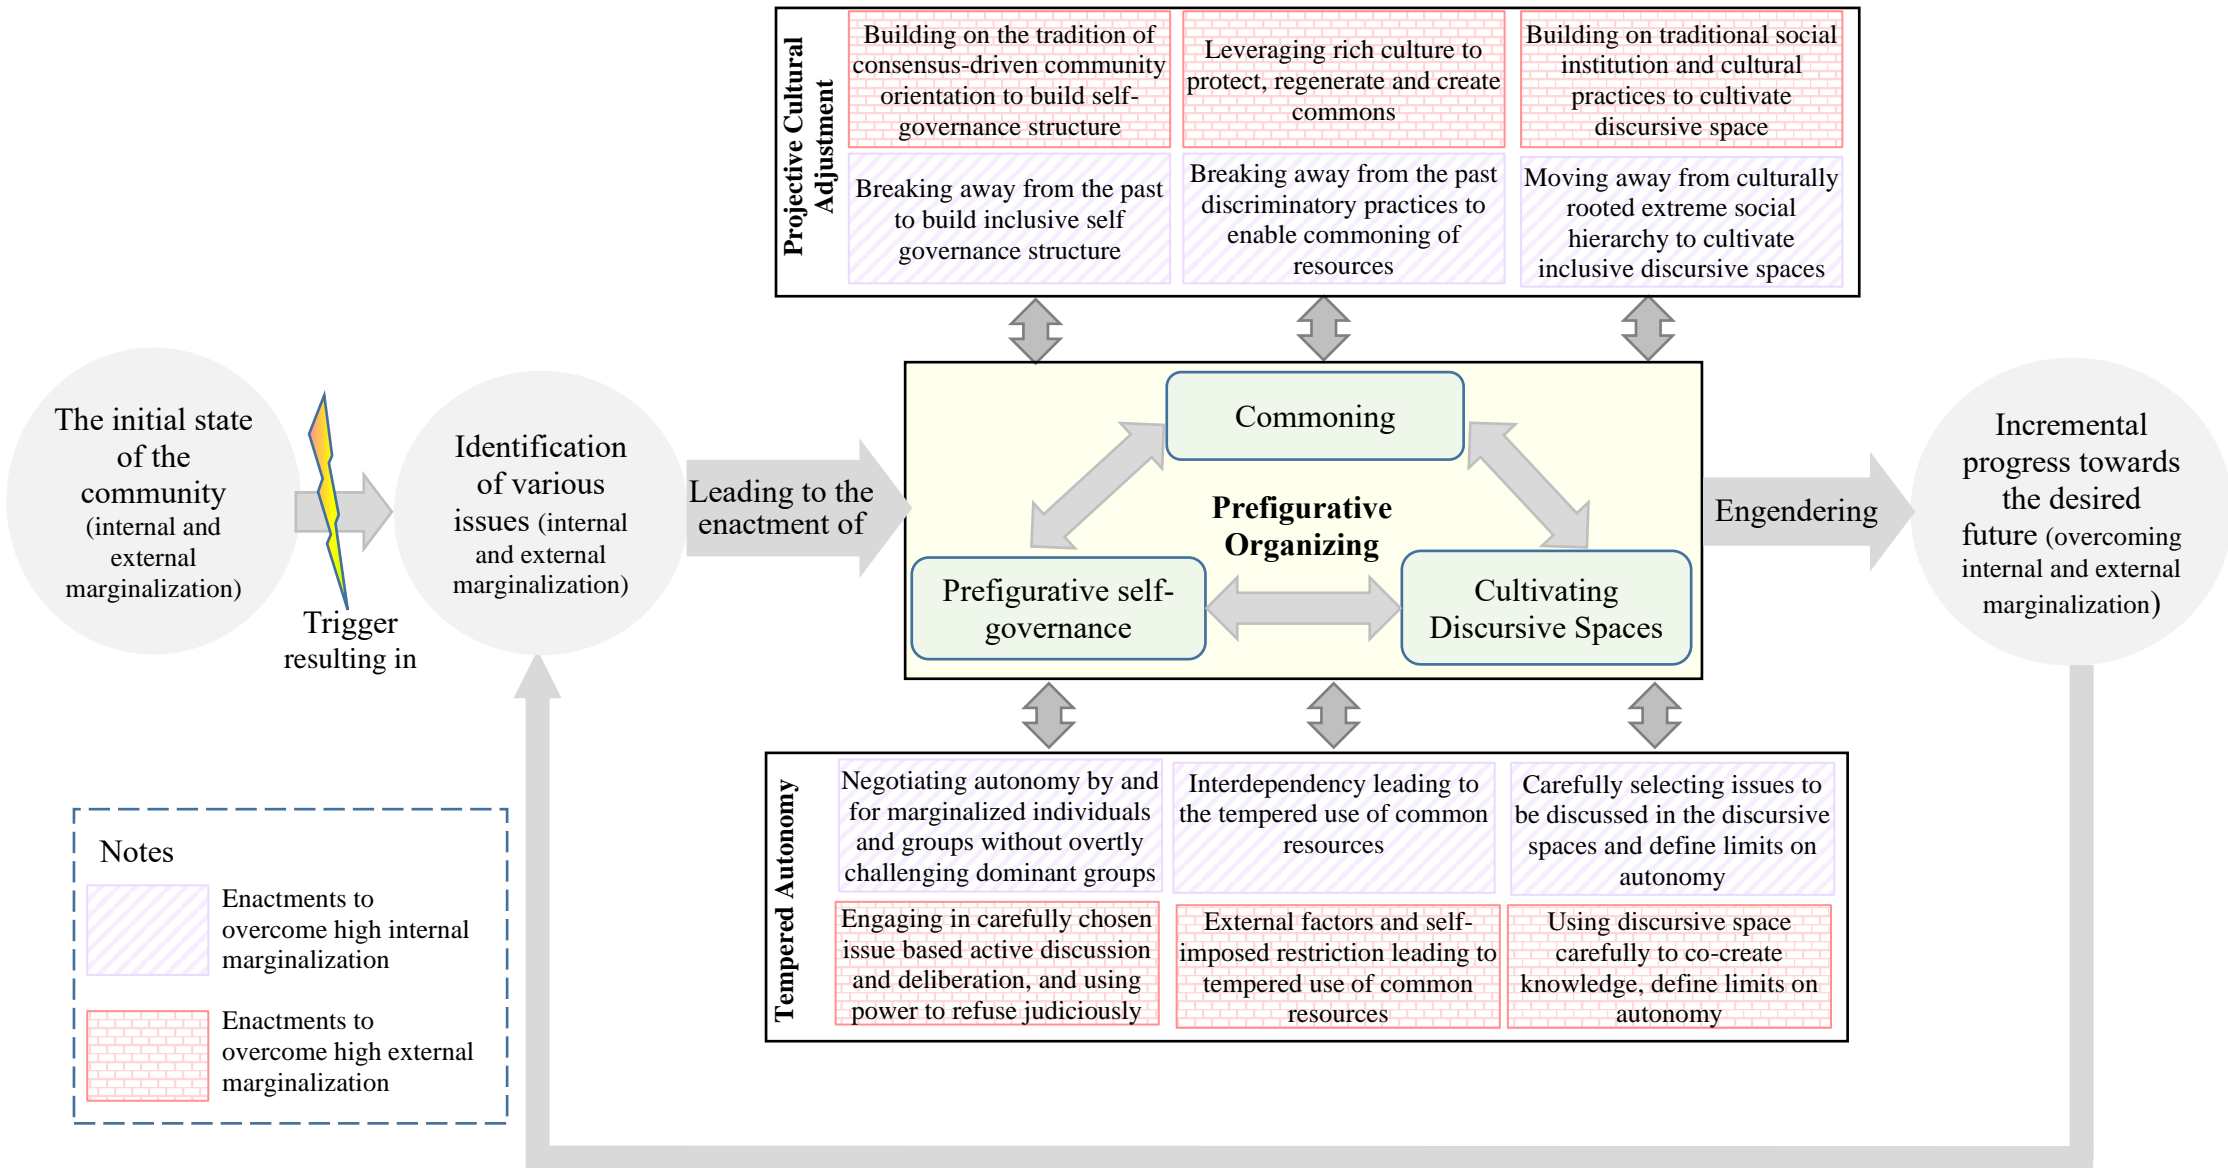 Projective Cultural
Adjustment
Building on the tradition of
consensus-driven community
orientation to build self-
governance structure
Leveraging rich culture to
protect, regenerate and create
commons
Building on traditional social
institution and cultural
practices to cultivate
discursive space
Breaking away from the past
to build inclusive self
governance structure
Breaking away from the past
discriminatory practices to
enable commoning of
resources
Moving away from culturally
rooted extreme social
hierarchy to cultivate
inclusive discursive spaces
The initial state
of the
community
(internal and
external
marginalization)
Trigger
resulting in
Identification
of various
issues (internal
and external
marginalization)
Leading to the
enactment of
Commoning
Prefigurative
Organizing
Prefigurative self-
governance
Cultivating
Discursive Spaces
Engendering
Incremental
progress towards
the desired
future (overcoming
internal and external
marginalization)
Tempered Autonomy
Negotiating autonomy by and
for marginalized individuals
and groups without overtly
challenging dominant groups
Interdependency leading to
the tempered use of common
resources
Carefully selecting issues to
be discussed in the discursive
spaces and define limits on
autonomy
Engaging in carefully chosen
issue based active discussion
and deliberation, and using
power to refuse judiciously
External factors and self-
imposed restriction leading to
tempered use of common
resources
Using discursive space
carefully to co-create
knowledge, define limits on
autonomy
Notes
Enactments to
overcome high internal
marginalization
Enactments to
overcome high external
marginalization